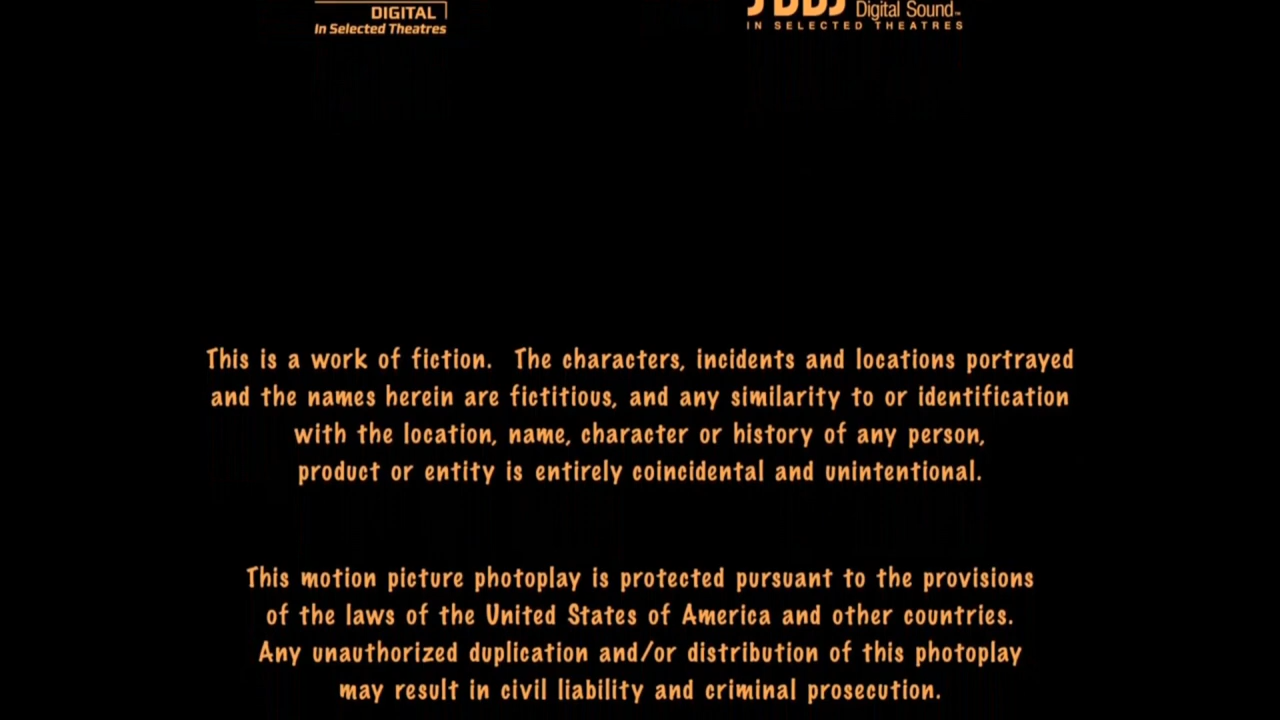 DIGITAL
In Selected Theatres
SDDS Digital Sound™
IN SELECTED THEATRES
This is a work of fiction. The characters, incidents and locations portrayed
and the names herein are fictitious, and any similarity to or identification
with the location, name, character or history of any person,
product or entity is entirely coincidental and unintentional.
This motion picture photoplay is protected pursuant to the provisions
of the laws of the United States of America and other countries.
Any unauthorized duplication and/or distribution of this photoplay
may result in civil liability and criminal prosecution.